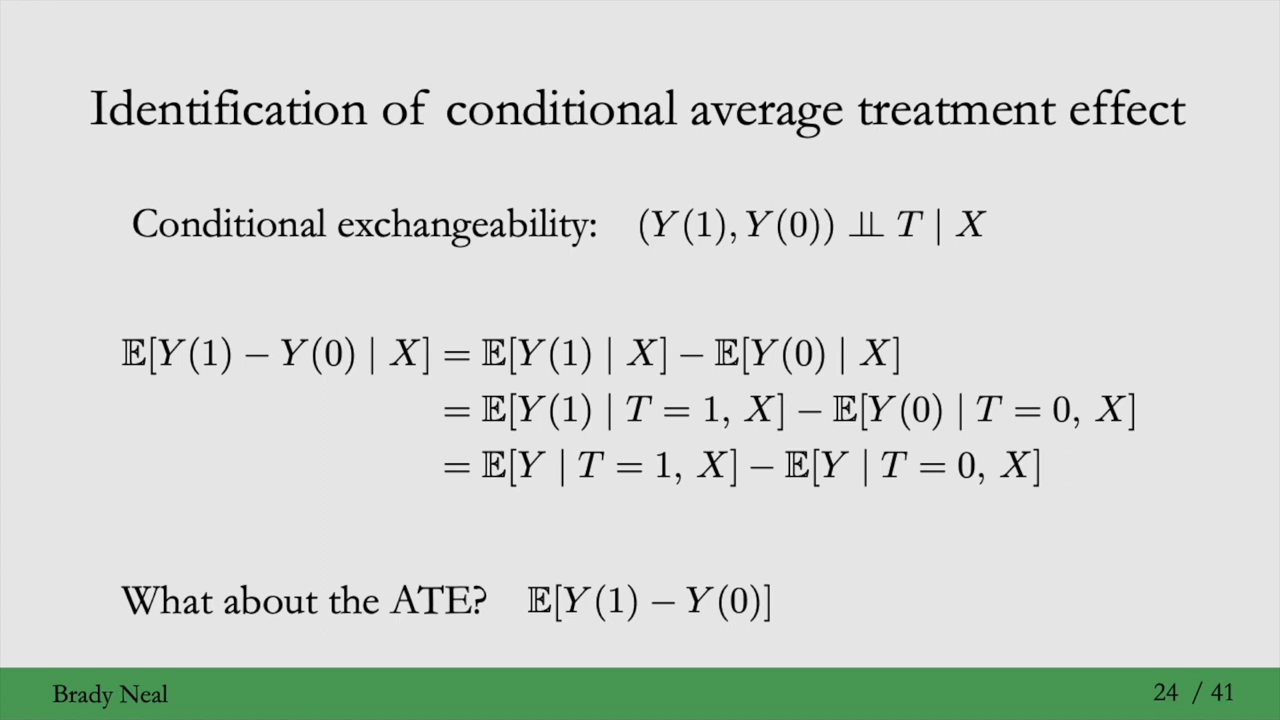 Identification of conditional average treatment effect
Conditional exchangeability: (Y(1), Y(0)) ⫫ T | X
𝔼[Y(1) − Y(0) | X] = 𝔼[Y(1) | X] − 𝔼[Y(0) | X]
= 𝔼[Y(1) | T = 1, X] − 𝔼[Y(0) | T = 0, X]
= 𝔼[Y | T = 1, X] − 𝔼[Y | T = 0, X]
What about the ATE? 𝔼[Y(1) − Y(0)]
Brady Neal 24 / 41